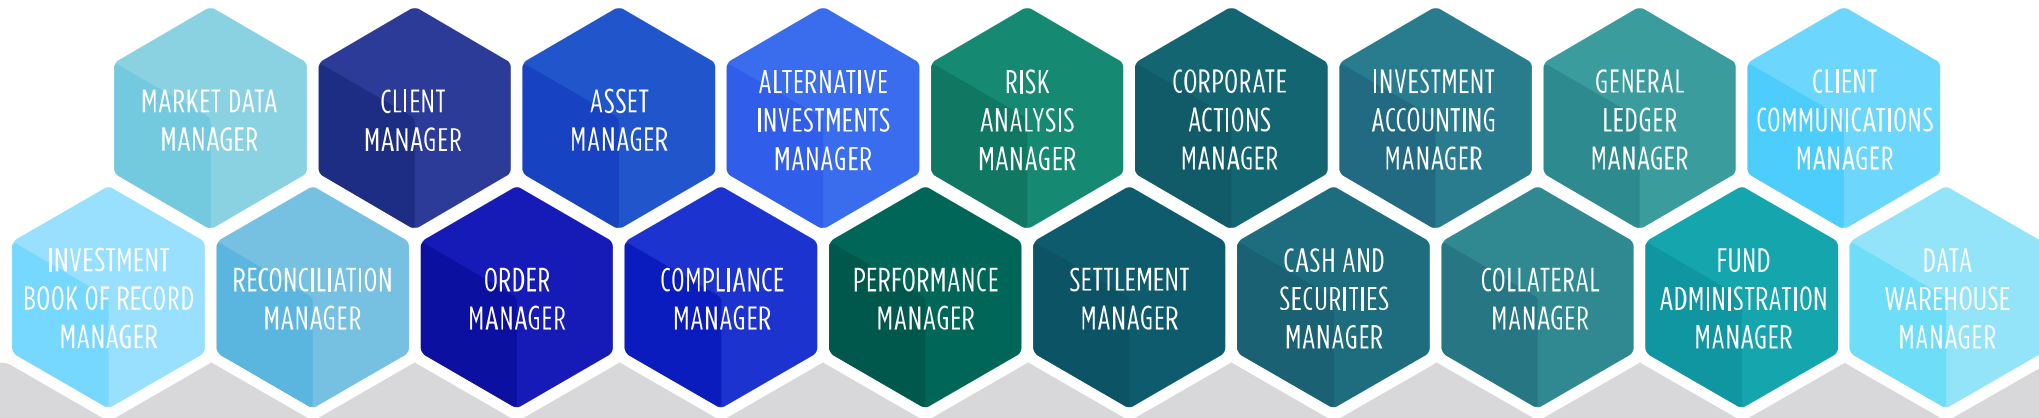 MARKET DATA
MANAGER
CLIENT
MANAGER
ASSET
MANAGER
ALTERNATIVE
INVESTMENTS
MANAGER
RISK
ANALYSIS
MANAGER
CORPORATE
ACTIONS
MANAGER
INVESTMENT
ACCOUNTING
MANAGER
GENERAL
LEDGER
MANAGER
CLIENT
COMMUNICATIONS
MANAGER
INVESTMENT
BOOK OF RECORD
MANAGER
RECONCILIATION
MANAGER
ORDER
MANAGER
COMPLIANCE
MANAGER
PERFORMANCE
MANAGER
SETTLEMENT
MANAGER
CASH AND
SECURITIES
MANAGER
COLLATERAL
MANAGER
FUND
ADMINISTRATION
MANAGER
DATA
WAREHOUSE
MANAGER